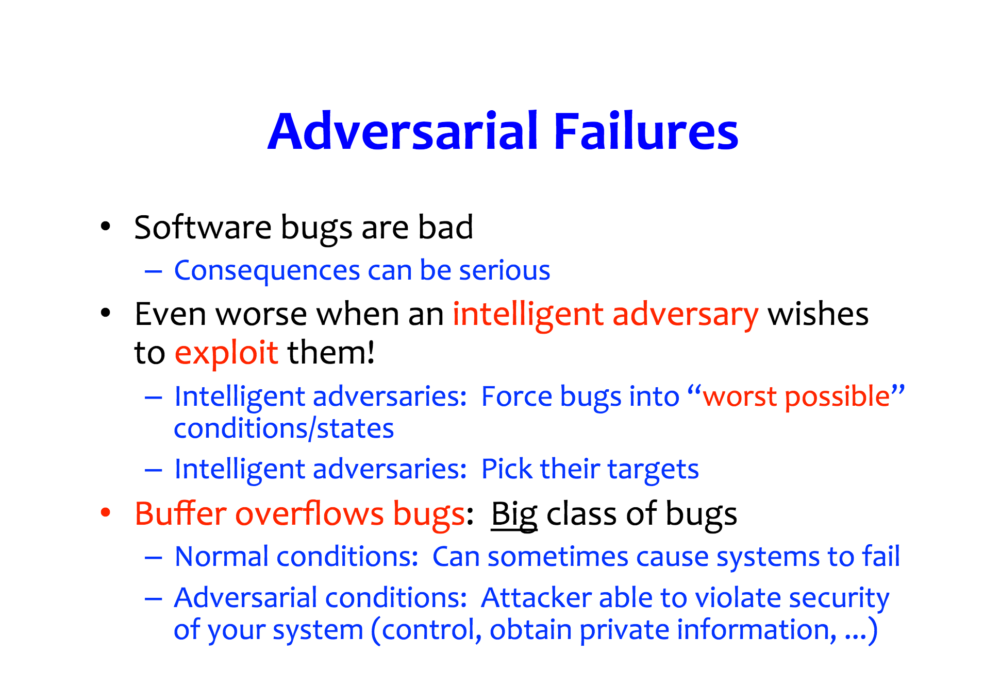 Adversarial Failures
• Software bugs are bad
– Consequences can be serious
• Even worse when an intelligent adversary wishes
to exploit them!
– Intelligent adversaries:  Force bugs into “worst possible”
conditions/states
– Intelligent adversaries:  Pick their targets
• Buffer overflows bugs:  Big class of bugs
– Normal conditions:  Can sometimes cause systems to fail
– Adversarial conditions:  Attacker able to violate security
of your system (control, obtain private information, ...)